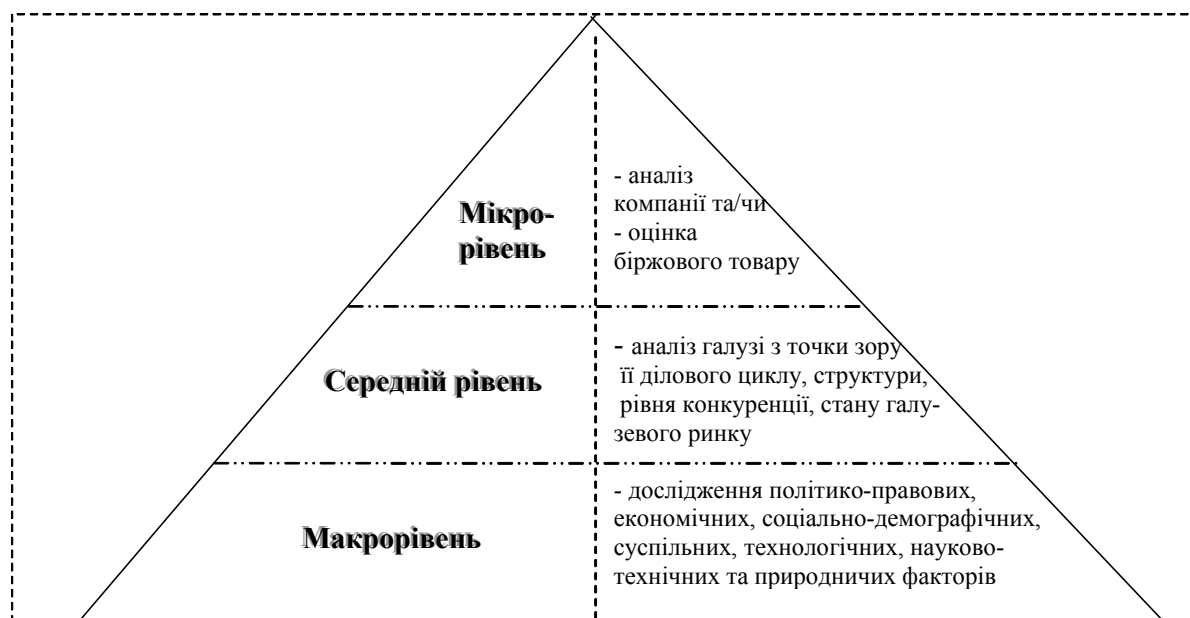 Мікро-
рівень
- аналіз
компанії та/чи
- оцінка
біржового товару
Середній рівень
- аналіз галузі з точки зору
її ділового циклу, структури,
рівня конкуренції, стану галу-
зевого ринку
Макрорівень
- дослідження політико-правових,
економічних, соціально-демографічних,
суспільних, технологічних, науково-
технічних та природничих факторів